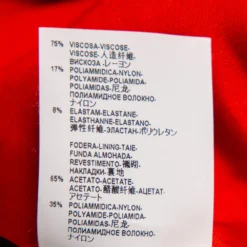 75% VISCOSA-VISCOSE-
VISCOSE-人造纤维-
ВИСКОЗА-レーヨン
17% POLIAMMIDICA-NYLON-
POLYAMIDE-POLIAMIDA-
POLIAMIDAS-尼龙-
ПОЛИАМИДНОЕ ВОЛОКНО-
ナイロン
8% ELASTAM-ELASTANE-
ELASTHANNE-ELASTANO-
弹性纤维-ЭЛАСТАН-ポリウレタン
FODERA-LINING-TAIE-
FUNDA ALMOHADA-
REVESTIMENTO-
ПОДКЛАДКИ-裏地
65% ACETATO-ACETATE-
ACETATO-醋酸纤维-АЦЕТАТ-
アセテート
35% POLIAMMIDICA-NYLON-
POLYAMIDE-POLIAMIDA-
POLIAMIDAS-尼龙-
ПОЛИАМИДНОЕ ВОЛОКНО-
ナイロン